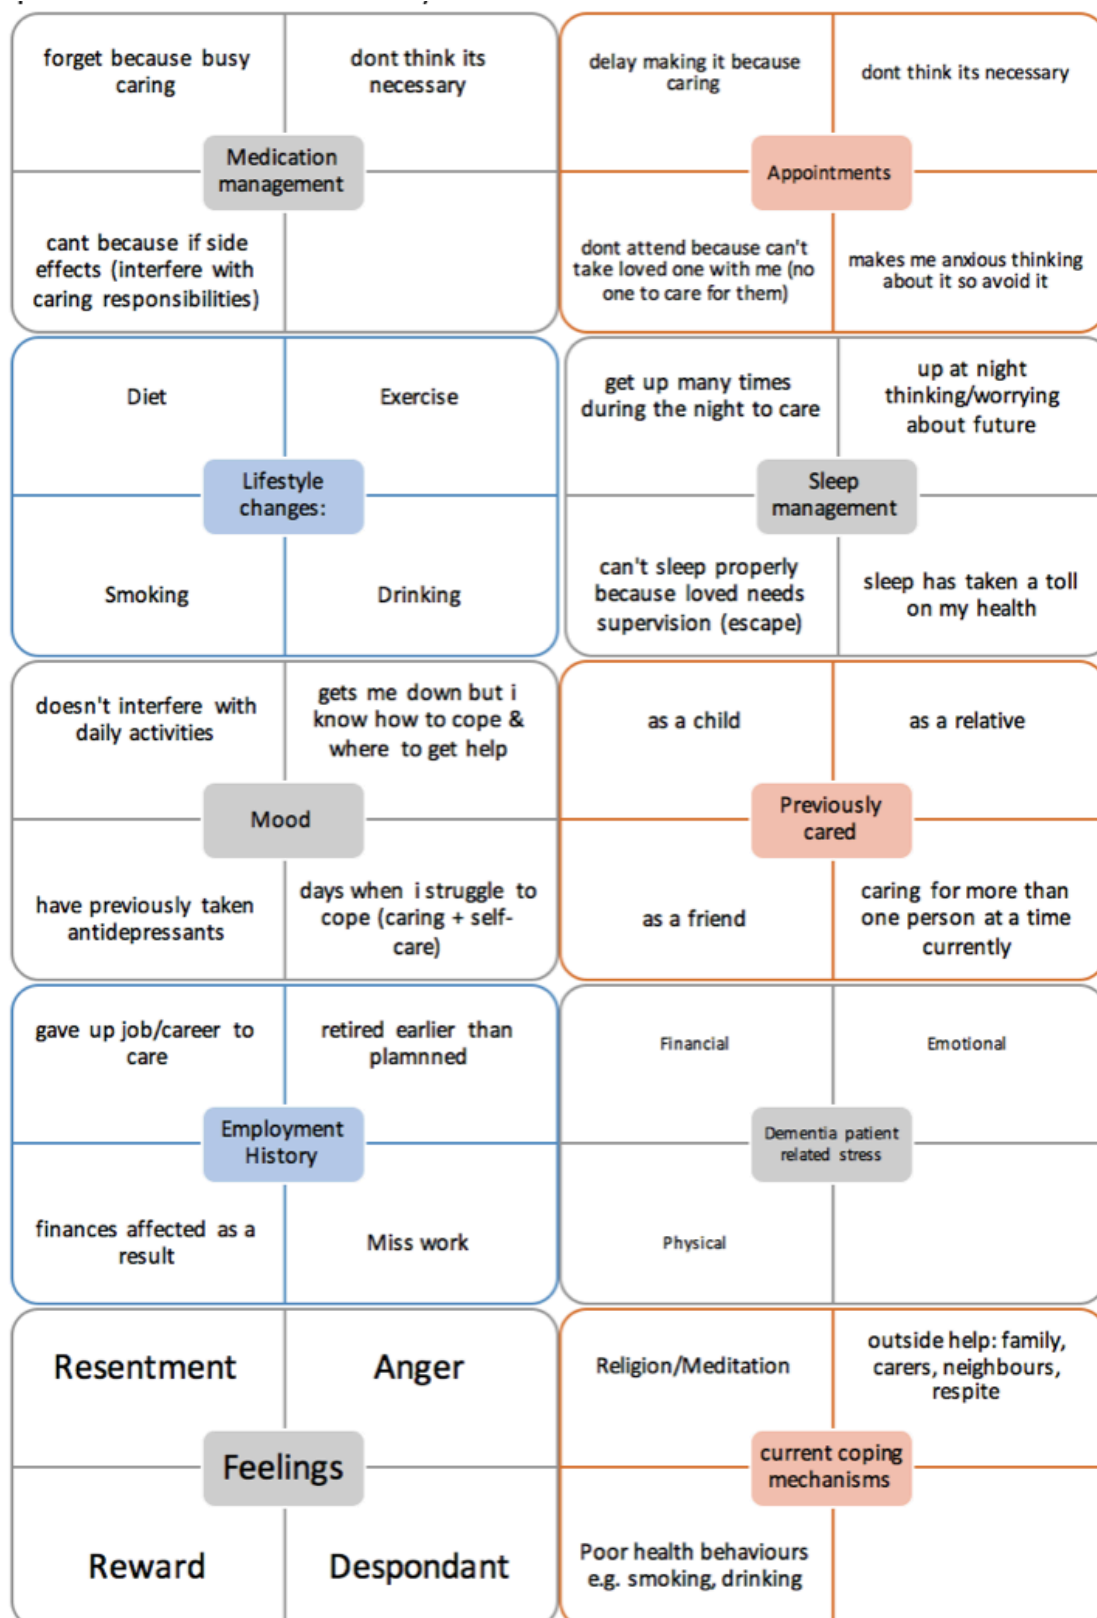 forget because busy
caring
dont think its
necessary
Medication
management
cant because if side
effects (interfere with
caring responsibilities)
delay making it because
caring
dont think its necessary
Appointments
dont attend because can't
take loved one with me (no
one to care for them)
makes me anxious thinking
about it so avoid it
Diet
Exercise
Lifestyle
changes:
Smoking
Drinking
get up many times
during the night to care
up at night
thinking/worrying
about future
Sleep
management
can't sleep properly
because loved needs
supervision (escape)
sleep has taken a toll
on my health
doesn't interfere with
daily activities
gets me down but i
know how to cope &
where to get help
Mood
have previously taken
antidepressants
days when i struggle to
cope (caring + self-
care)
as a child
as a relative
Previously
cared
as a friend
caring for more than
one person at a time
currently
gave up job/career to
care
retired earlier than
plamnned
Employment
History
finances affected as a
result
Miss work
Financial
Emotional
Dementia patient
related stress
Physical
Resentment
Anger
Feelings
Reward
Despondant
Religion/Meditation
outside help: family,
carers, neighbours,
respite
current coping
mechanisms
Poor health behaviours
e.g. smoking, drinking